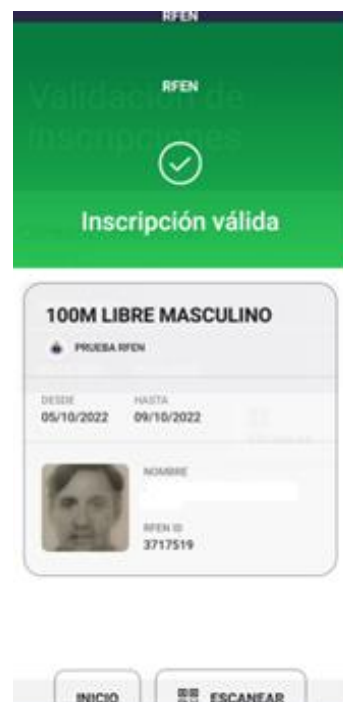 RFEN
RFEN
Validación de
inscripciones
Inscripción válida
100M LIBRE MASCULINO
PRUEBA RFEN
DESDE HASTA
05/10/2022 09/10/2022
NOMBRE
RFEN ID
3717519
INICIO ESCANEAR